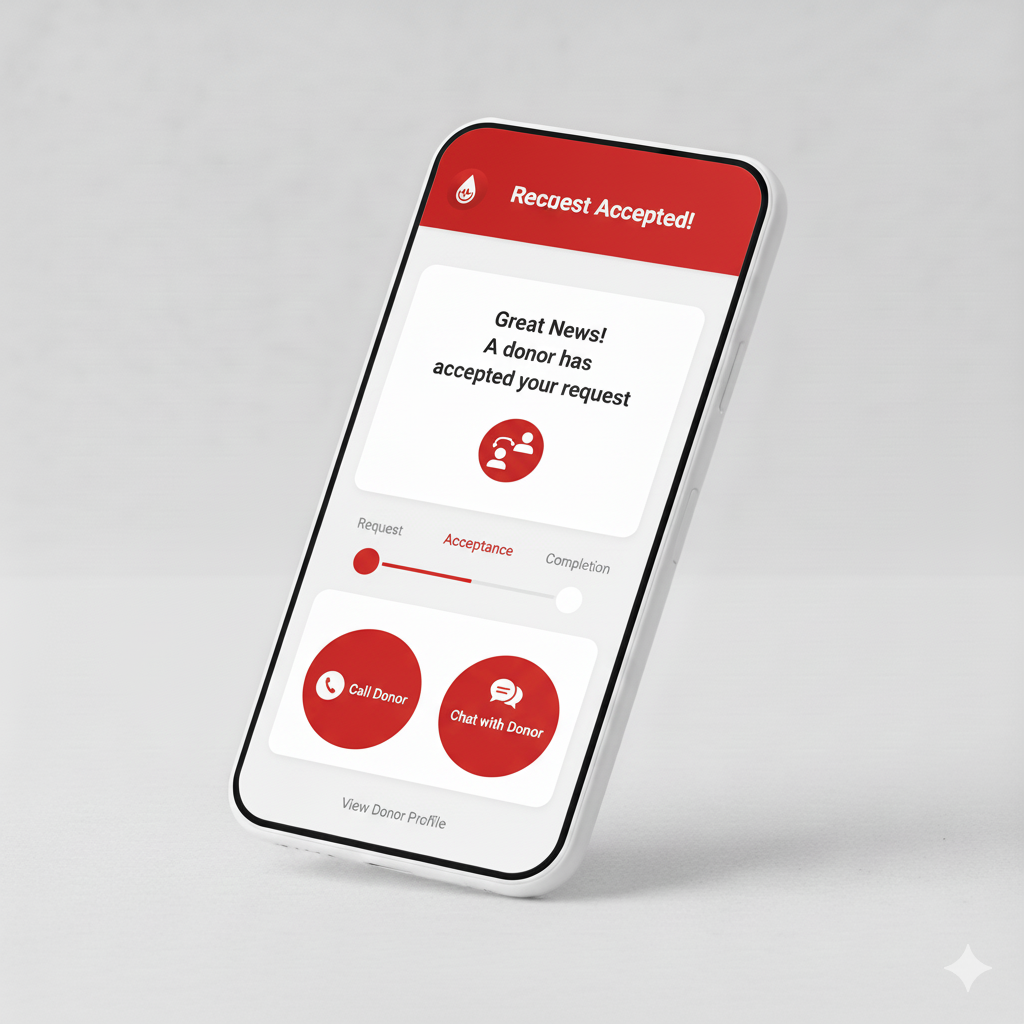 Recuest Accepted!
Great News!
A donor has
accepted your request
Request
Acceptance
Completion
Call Donor
Chat with Donor
View Donor Profile